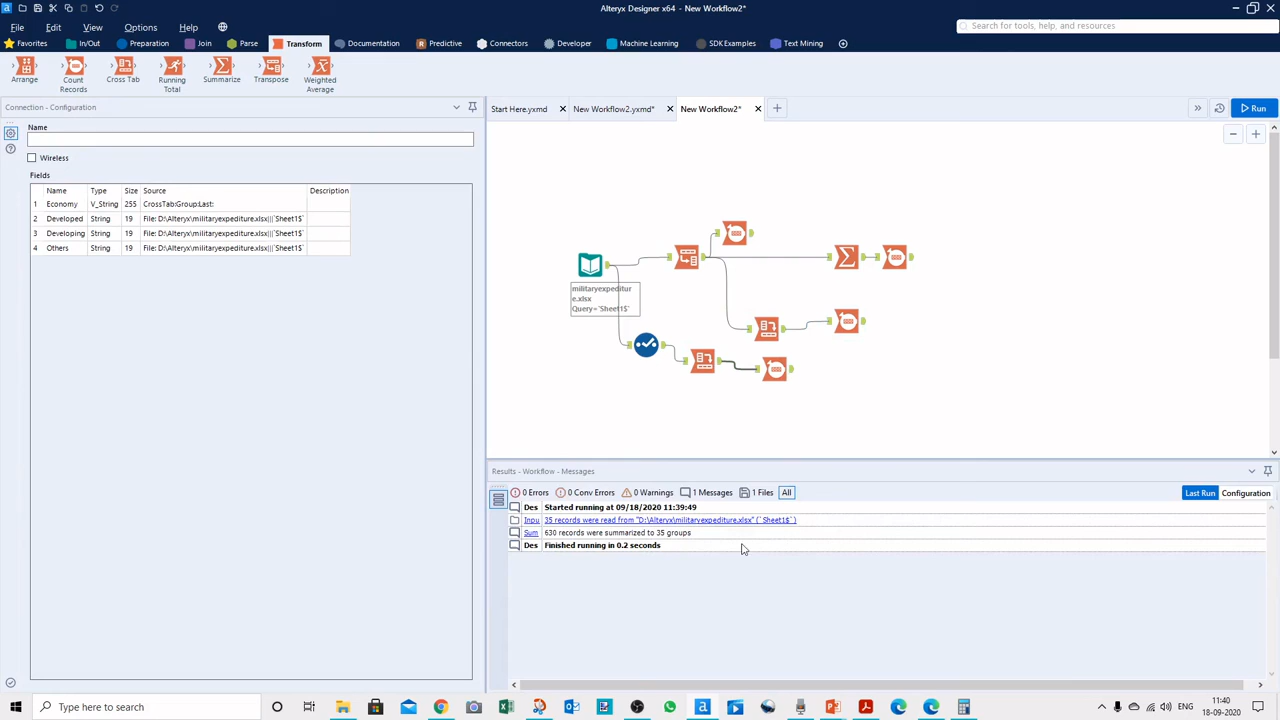 Alteryx Designer x64 - New Workflow2*
File Edit View Options Help
Search for tools, help, and resources
Favorites In/Out Preparation Join Parse Transform Documentation Predictive Connectors Developer Machine Learning SDK Examples Text Mining
Arrange Count Records Cross Tab Running Total Summarize Transpose Weighted Average
Connection - Configuration
Start Here.yxmd New Workflow2.yxmd* New Workflow2*
Run
Name
Wireless
Fields
Name Type Size Source Description
1 Economy V_String 255 CrossTab:Group:Last:
2 Developed String 19 File: D:\Alteryx\militaryexpediture.xlsx|||`Sheet1$`
3 Developing String 19 File: D:\Alteryx\militaryexpediture.xlsx|||`Sheet1$`
4 Others String 19 File: D:\Alteryx\militaryexpediture.xlsx|||`Sheet1$`
militaryexpeditur
e.xlsx
Query=`Sheet1$`
Results - Workflow - Messages
0 Errors 0 Conv Errors 0 Warnings 1 Messages 1 Files All
Last Run Configuration
Des Started running at 09/18/2020 11:39:49
Inpu 35 records were read from "D:\Alteryx\militaryexpediture.xlsx" (`Sheet1$`)
Sum 630 records were summarized to 35 groups
Des Finished running in 0.2 seconds
Type here to search
ENG
11:40
18-09-2020